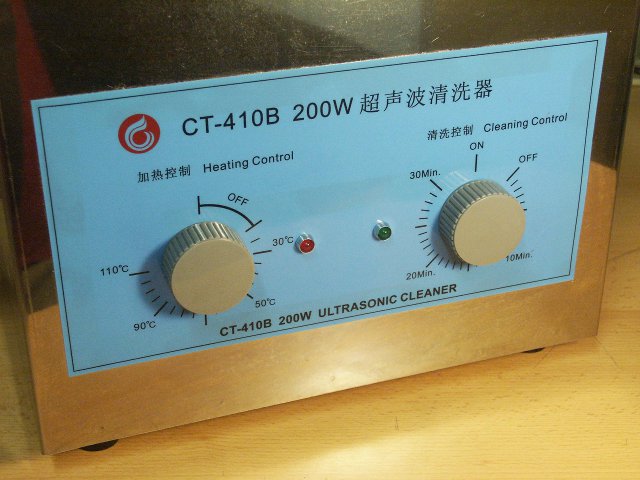 CT-410B 200W 超声波清洗器
加热控制 Heating Control
OFF
30℃
50℃
90℃
110℃
清洗控制 Cleaning Control
ON
OFF
30Min.
20Min.
10Min.
CT-410B 200W ULTRASONIC CLEANER